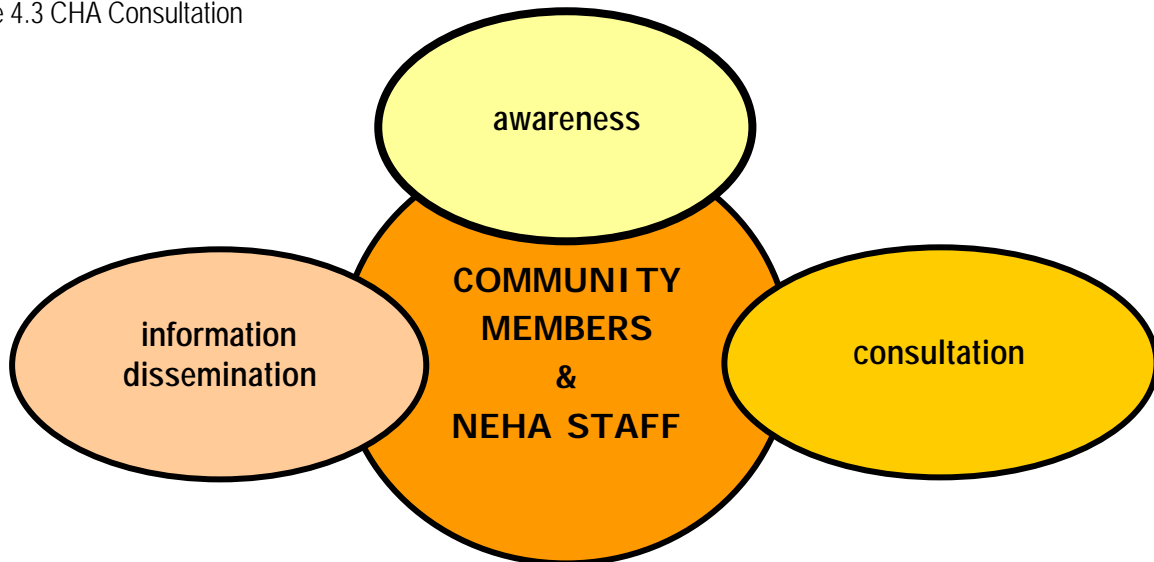 4.3 CHA Consultation
awareness
COMMUNITY
MEMBERS
&
NEHA STAFF
information
dissemination
consultation